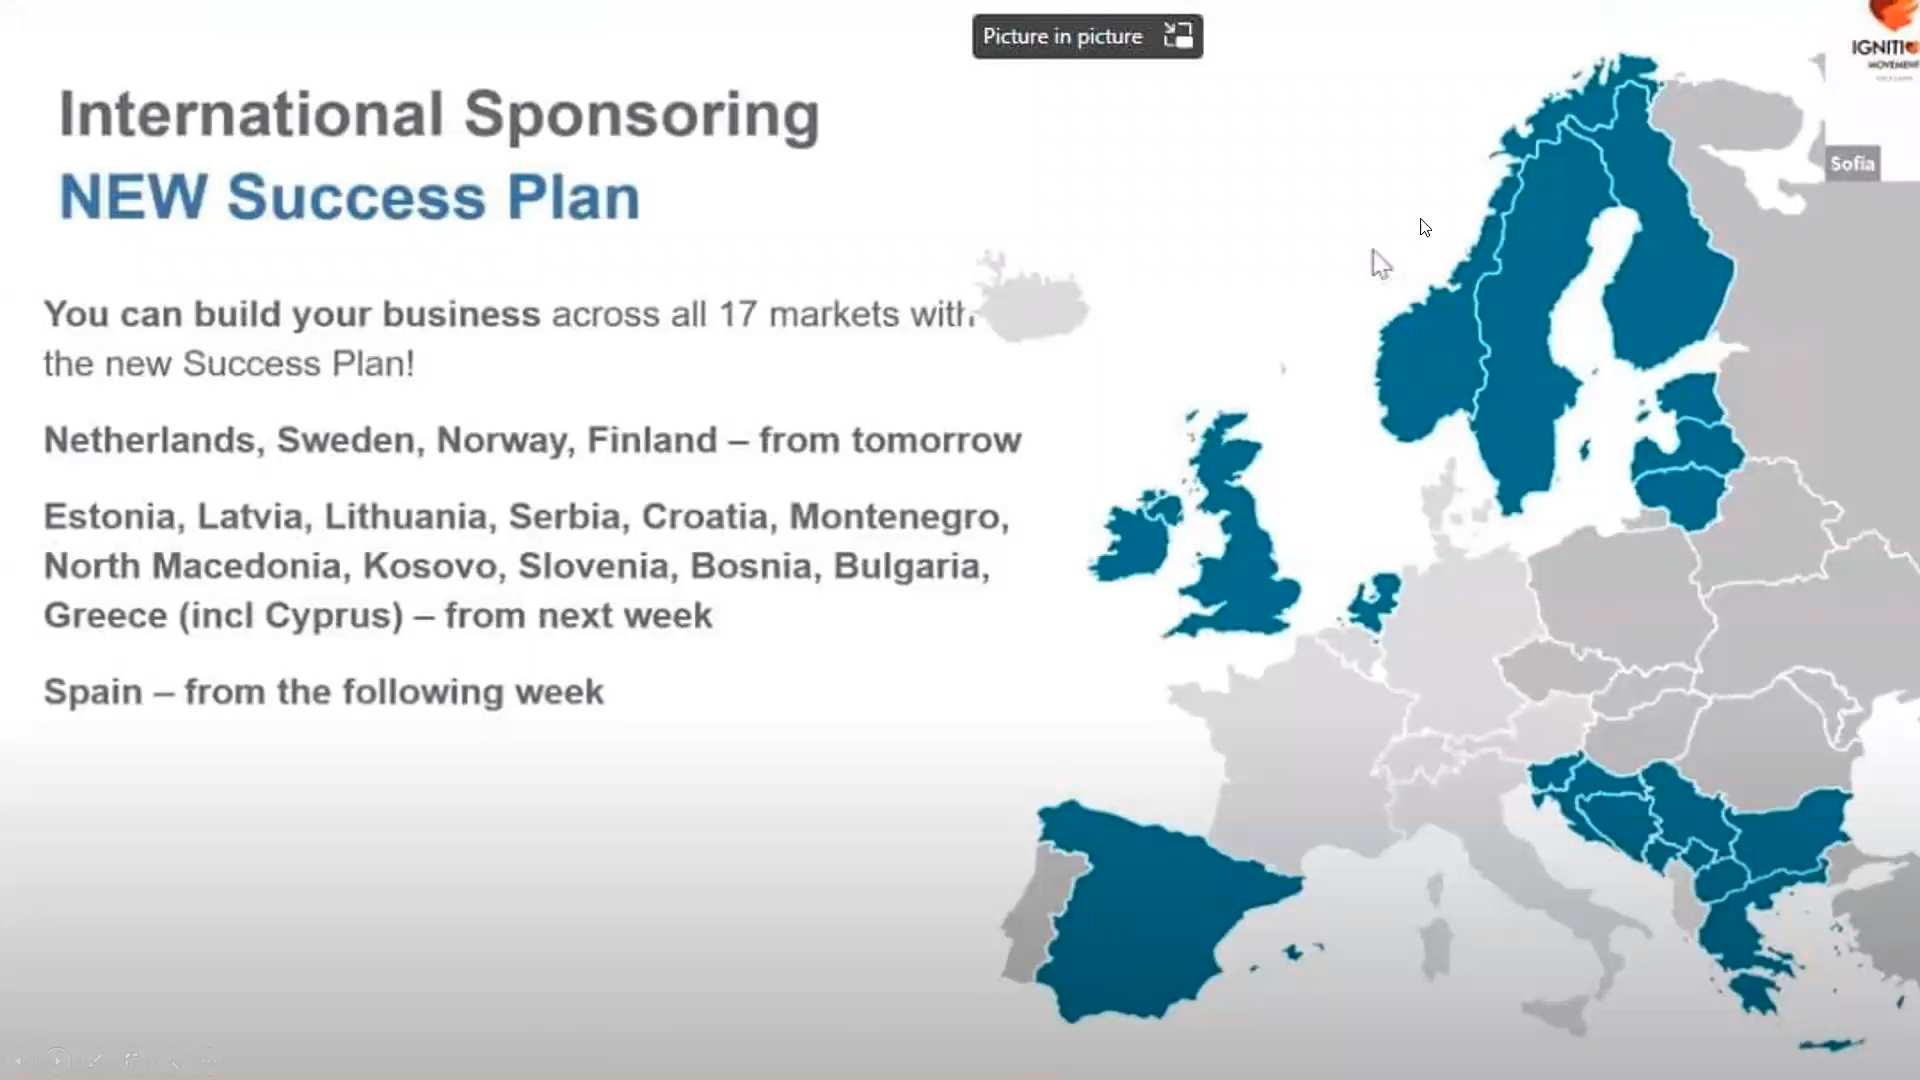 Picture in picture
IGNITI
MOVEMENT
International Sponsoring
NEW Success Plan
Sofia
You can build your business across all 17 markets with
the new Success Plan!
Netherlands, Sweden, Norway, Finland – from tomorrow
Estonia, Latvia, Lithuania, Serbia, Croatia, Montenegro,
North Macedonia, Kosovo, Slovenia, Bosnia, Bulgaria,
Greece (incl Cyprus) – from next week
Spain – from the following week